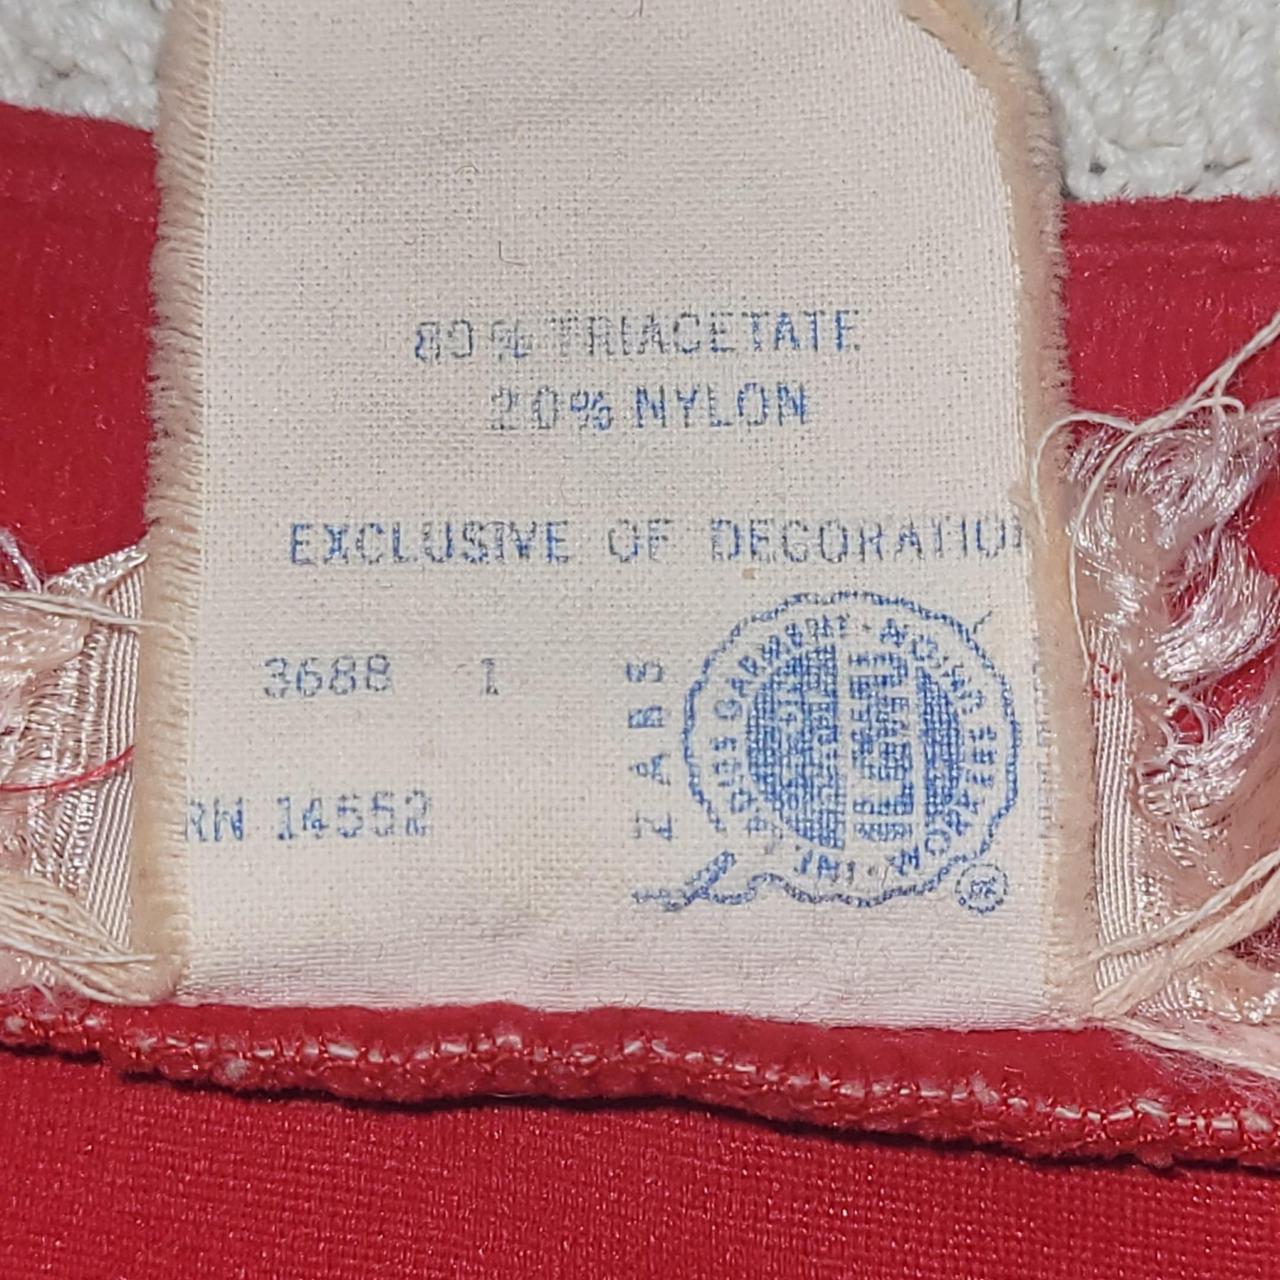 80% TRIACETATE
20% NYLON
EXCLUSIVE OF DECORATION
3688 1
RN 14552